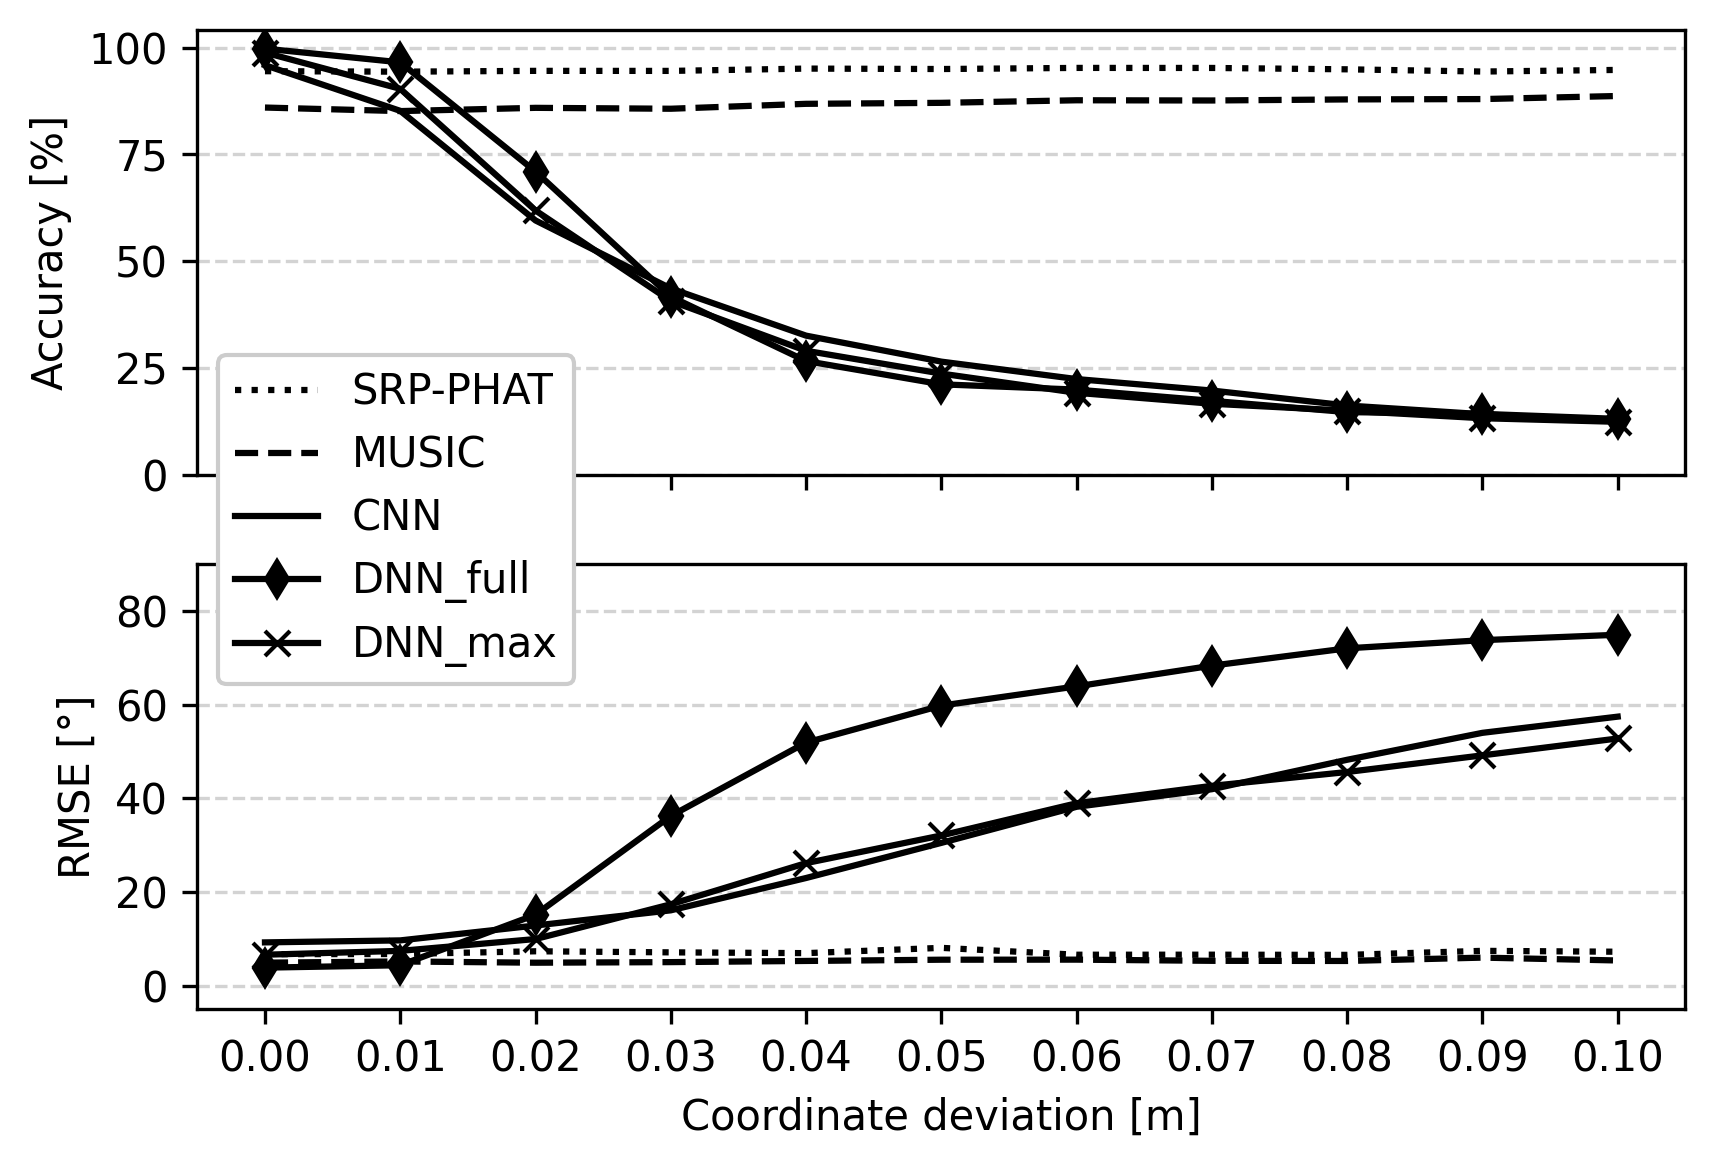 100
75
50
25
0
Accuracy [%]
SRP-PHAT
MUSIC
CNN
DNN_full
DNN_max
80
60
40
20
0
RMSE [°]
0.00 0.01 0.02 0.03 0.04 0.05 0.06 0.07 0.08 0.09 0.10
Coordinate deviation [m]